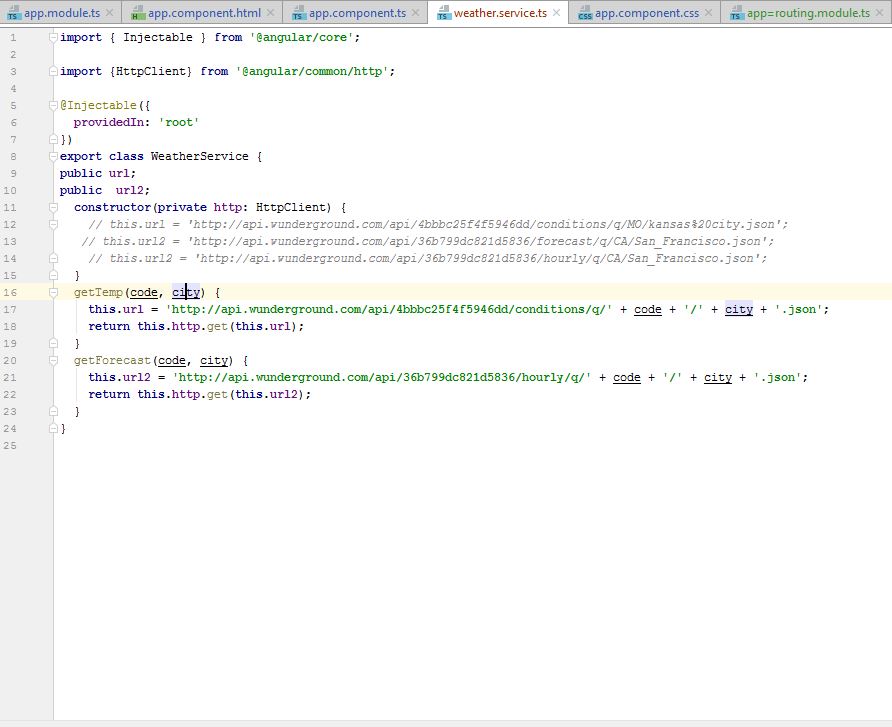 app.module.ts app.component.html app.component.ts weather.service.ts app.component.css app=routing.module.ts
1 import { Injectable } from '@angular/core';
2
3 import {HttpClient} from '@angular/common/http';
4
5 @Injectable({
6 providedIn: 'root'
7 })
8 export class WeatherService {
9 public url;
10 public  url2;
11 constructor(private http: HttpClient) {
12 // this.url = 'http://api.wunderground.com/api/4bbbc25f4f5946dd/conditions/q/MO/kansas%20city.json';
13 // this.url2 = 'http://api.wunderground.com/api/36b799dc821d5836/forecast/q/CA/San_Francisco.json';
14 // this.url2 = 'http://api.wunderground.com/api/36b799dc821d5836/hourly/q/CA/San_Francisco.json';
15 }
16 getTemp(code, city) {
17 this.url = 'http://api.wunderground.com/api/4bbbc25f4f5946dd/conditions/q/' + code + '/' + city + '.json';
18 return this.http.get(this.url);
19 }
20 getForecast(code, city) {
21 this.url2 = 'http://api.wunderground.com/api/36b799dc821d5836/hourly/q/' + code + '/' + city + '.json';
22 return this.http.get(this.url2);
23 }
24 }
25